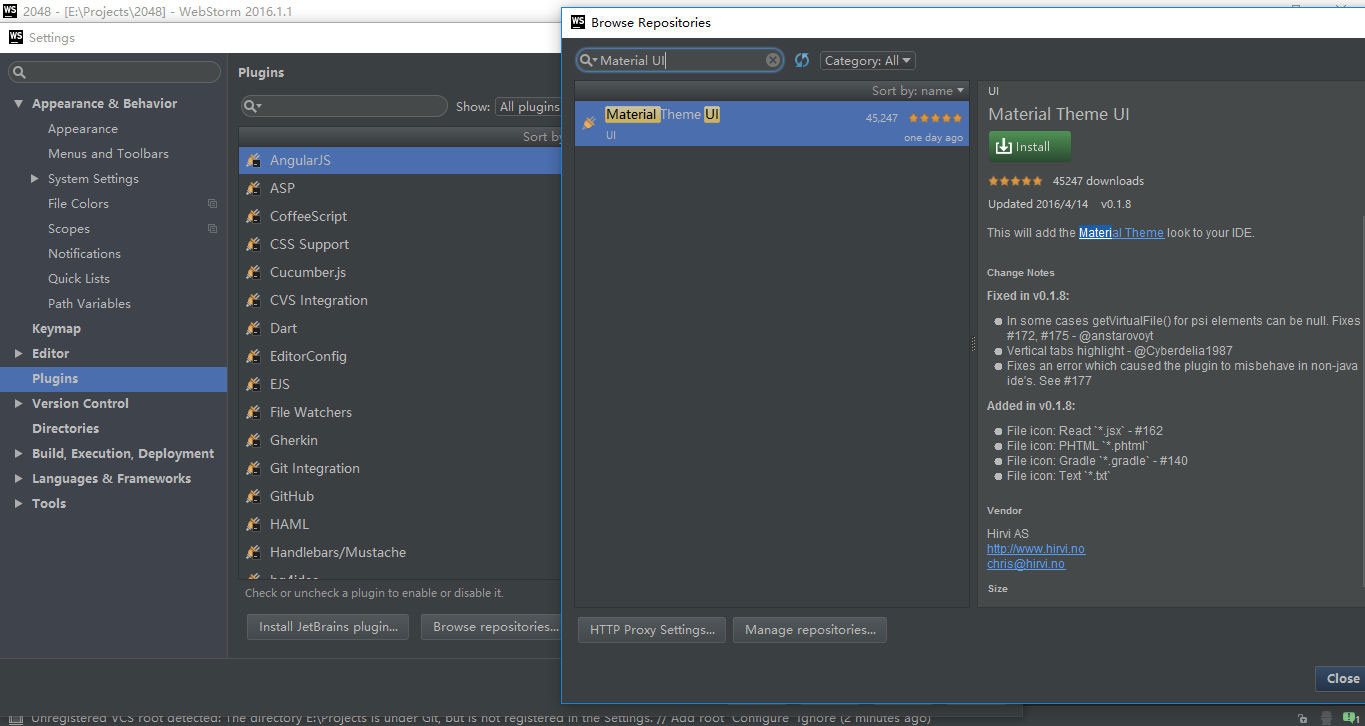 WS 2048 - [E:\Projects\2048] - WebStorm 2016.1.1
WS Settings
Appearance & Behavior
Appearance
Menus and Toolbars
System Settings
File Colors
Scopes
Notifications
Quick Lists
Path Variables
Keymap
Editor
Plugins
Version Control
Directories
Build, Execution, Deployment
Languages & Frameworks
Tools
Plugins
Show: All plugins
Sort by
AngularJS
ASP
CoffeeScript
CSS Support
Cucumber.js
CVS Integration
Dart
EditorConfig
EJS
File Watchers
Gherkin
Git Integration
GitHub
HAML
Handlebars/Mustache
hg4idea
Check or uncheck a plugin to enable or disable it.
Install JetBrains plugin... Browse repositories...
WS Browse Repositories
Material UI Category: All
Sort by: name
Material Theme UI 45,247
UI one day ago
HTTP Proxy Settings... Manage repositories...
UI
Material Theme UI
Install
45247 downloads
Updated 2016/4/14 v0.1.8
This will add the Material Theme look to your IDE.
Change Notes
Fixed in v0.1.8:
In some cases getVirtualFile() for psi elements can be null. Fixes
#172, #175 - @anstarovoyt
Vertical tabs highlight - @Cyberdelia1987
Fixes an error which caused the plugin to misbehave in non-java
ide's. See #177
Added in v0.1.8:
File icon: React `*.jsx` - #162
File icon: PHTML `*.phtml`
File icon: Gradle `*.gradle` - #140
File icon: Text `*.txt`
Vendor
Hirvi AS
http://www.hirvi.no
chris@hirvi.no
Size
Close
Unregistered VCS root detected: The directory E:\Projects is under Git, but is not registered in the Settings. // Add root Configure Ignore (2 minutes ago)
1